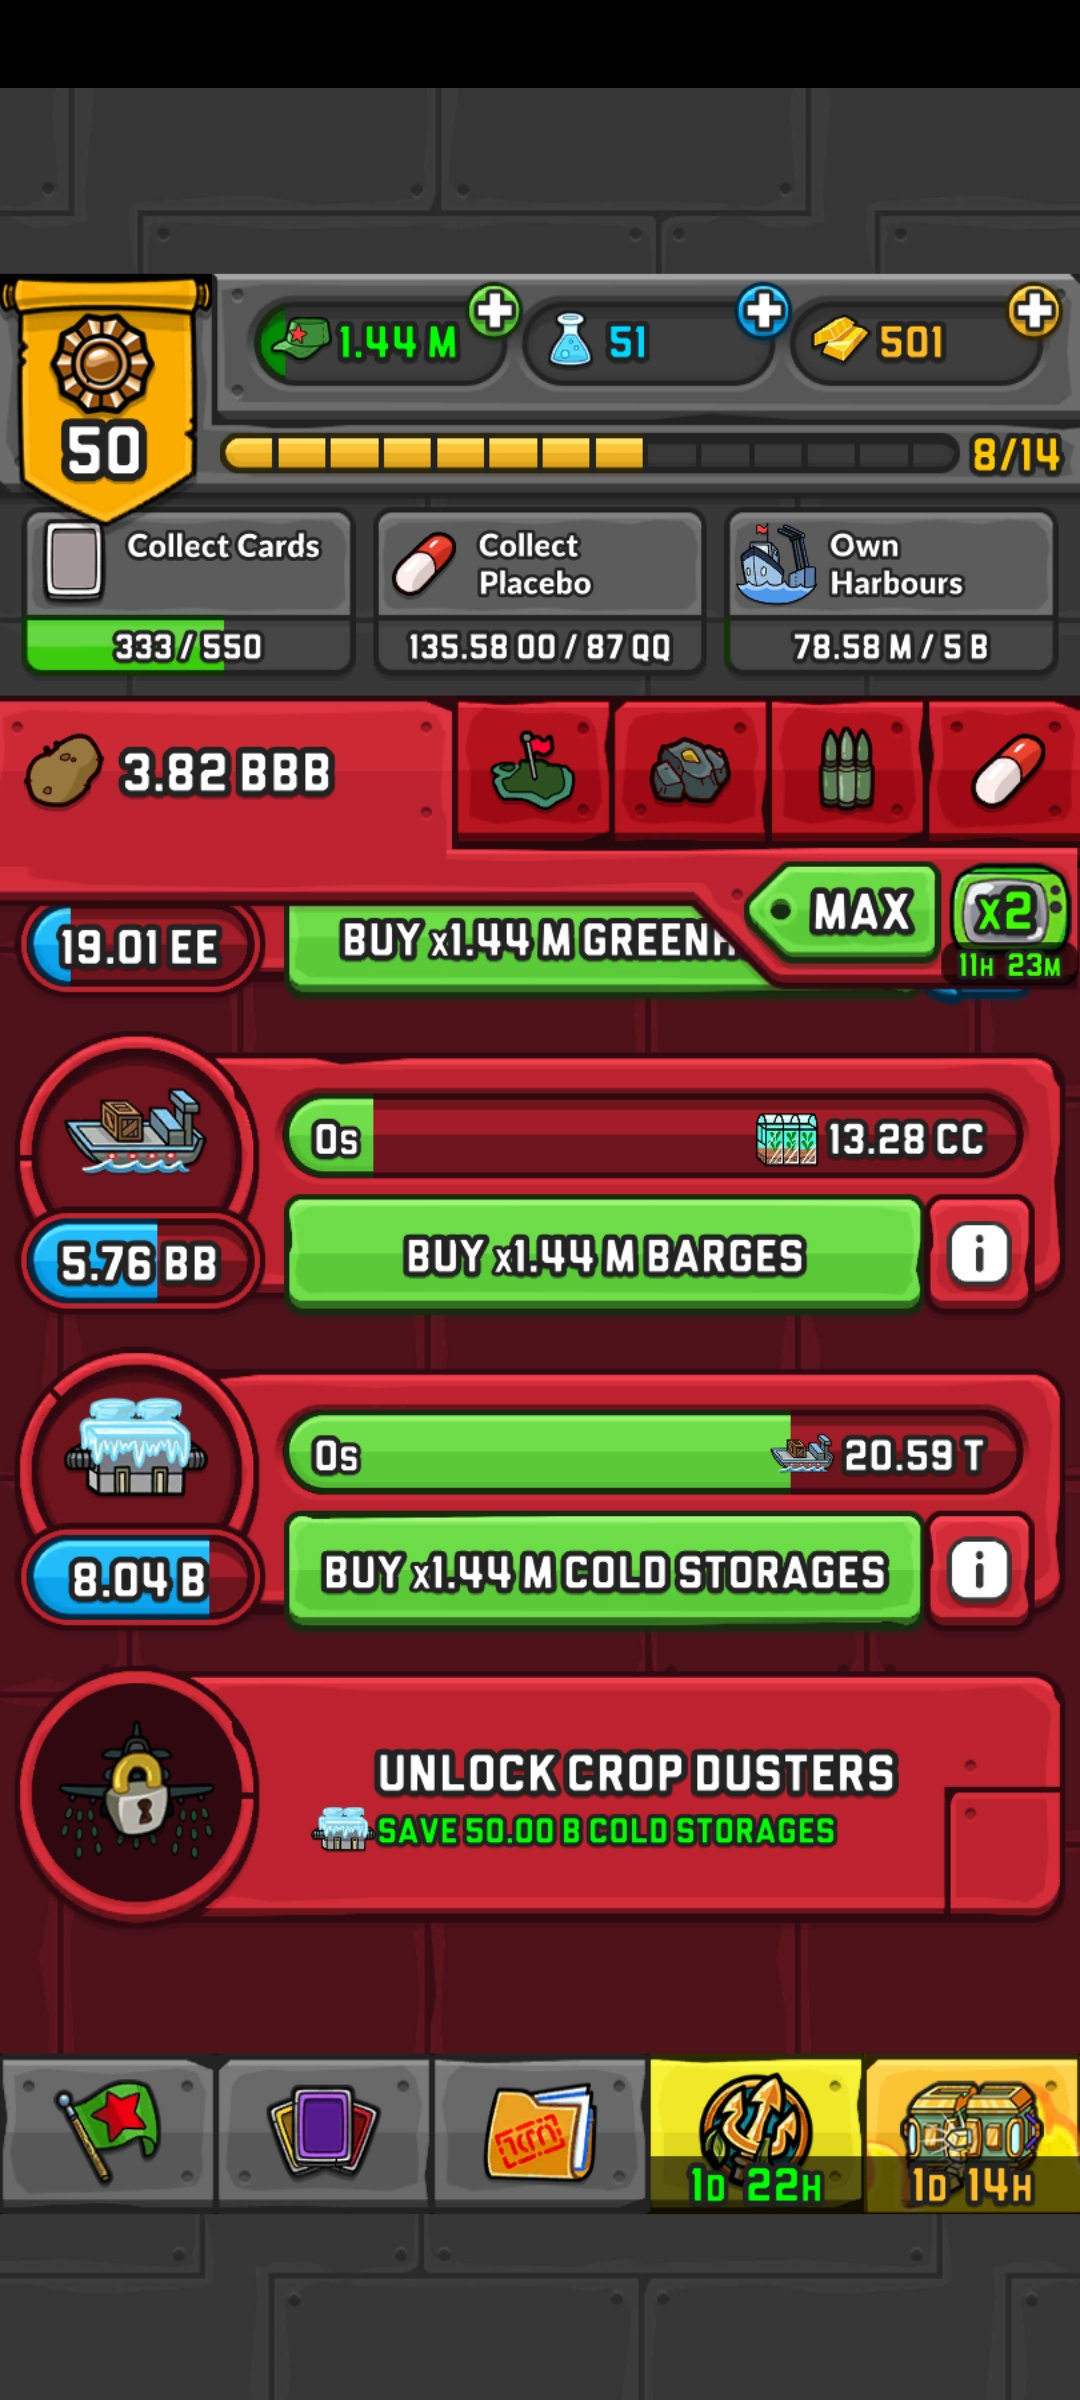 1.44 M
51
501
50
8/14
Collect Cards
333 / 550
Collect
Placebo
135.58 OO / 87 QQ
Own
Harbours
78.58 M / 5 B
3.82 BBB
MAX
x2
11H 23M
19.01 EE
BUY x1.44 M GREENH
0s
13.28 CC
5.76 BB
BUY x1.44 M BARGES
i
0s
20.59 T
8.04 B
BUY x1.44 M COLD STORAGES
i
UNLOCK CROP DUSTERS
SAVE 50.00 B COLD STORAGES
1D 22H
1D 14H